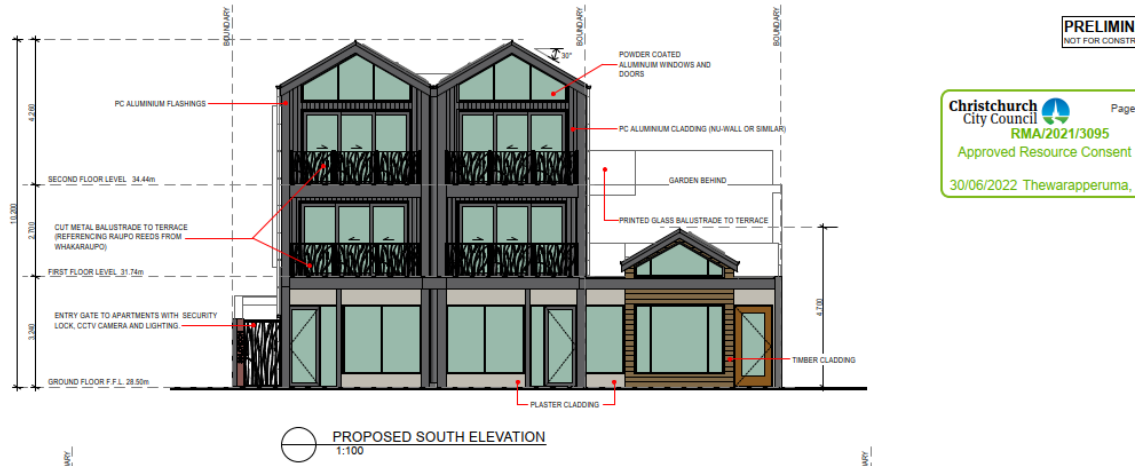 BOUNDARY
BOUNDARY
BOUNDARY
PRELIMIN
NOT FOR CONSTR
30°
POWDER COATED
ALUMINUIM WINDOWS AND
DOORS
PC ALUMINIUM FLASHINGS
Christchurch
City Council
Page
RMA/2021/3095
Approved Resource Consent
30/06/2022 Thewarapperuma,
4,260
PC ALUMINIUM CLADDING (NU-WALL OR SIMILAR)
SECOND FLOOR LEVEL 34.44m
GARDEN BEHIND
10,200
2,700
CUT METAL BALUSTRADE TO TERRACE
(REFERENCING RAUPO REEDS FROM
WHAKARAUPO)
PRINTED GLASS BALUSTRADE TO TERRACE
FIRST FLOOR LEVEL 31.74m
ENTRY GATE TO APARTMENTS WITH SECURITY
LOCK, CCTV CAMERA AND LIGHTING.
3,240
4,700
TIMBER CLADDING
GROUND FLOOR F.F.L. 28.50m
PLASTER CLADDING
PROPOSED SOUTH ELEVATION
1:100